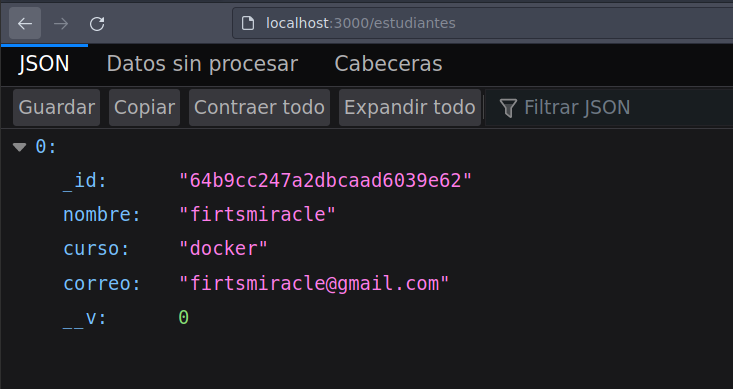 localhost:3000/estudiantes
JSON Datos sin procesar Cabeceras
Guardar Copiar Contraer todo Expandir todo Filtrar JSON
0:
_id: "64b9cc247a2dbcaad6039e62"
nombre: "firtsmiracle"
curso: "docker"
correo: "firtsmiracle@gmail.com"
__v: 0